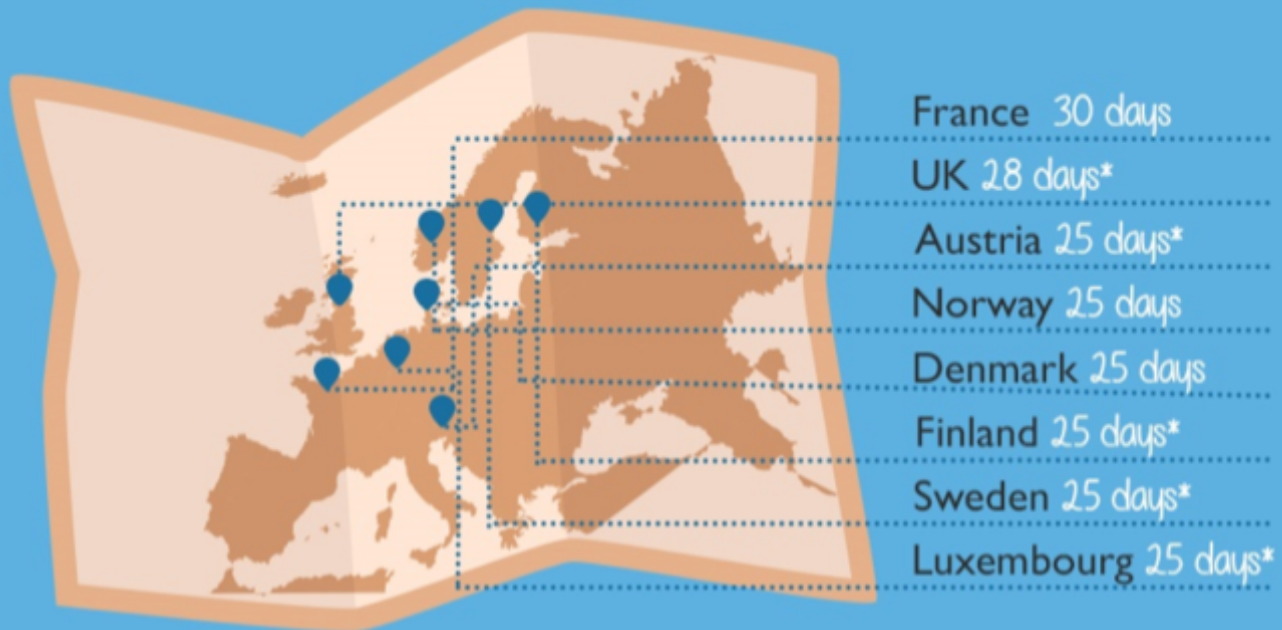 France 30 days
UK 28 days*
Austria 25 days*
Norway 25 days
Denmark 25 days
Finland 25 days*
Sweden 25 days*
Luxembourg 25 days*